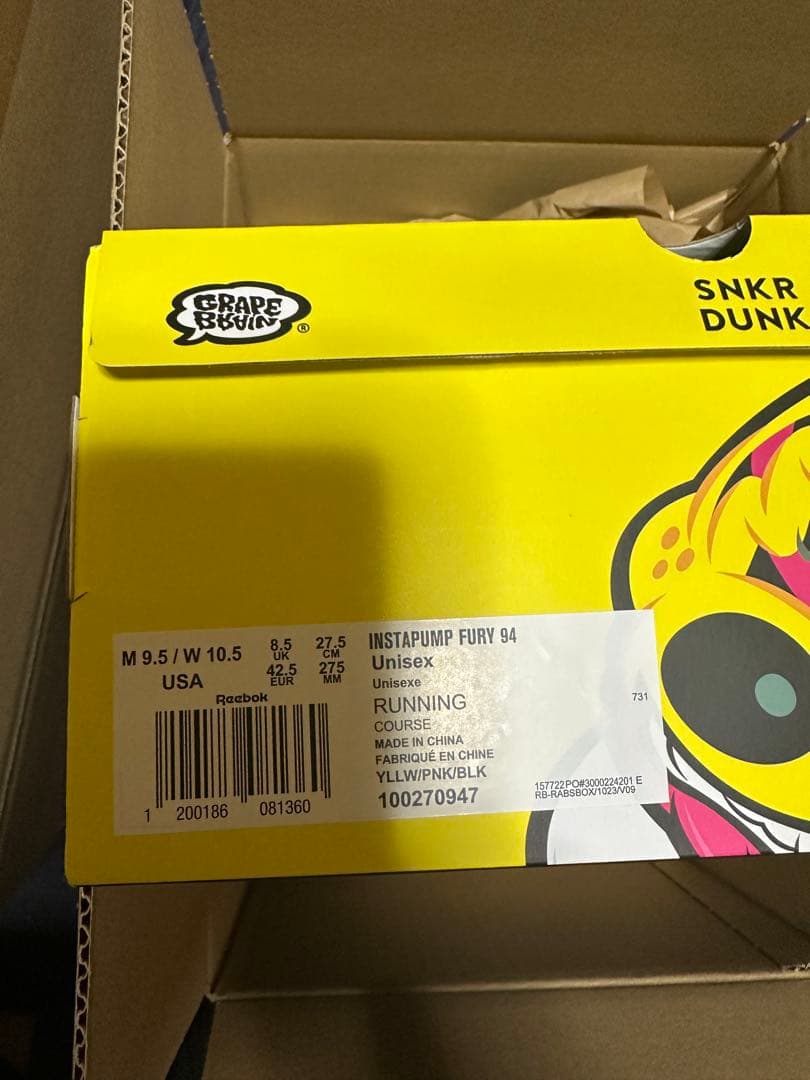 GRAPE
BRAIN
®
SNKR
DUNK
M 9.5 / W 10.5
USA
8.5
UK
27.5
CM
42.5
EUR
275
MM
Reebok
1 200186 081360
INSTAPUMP FURY 94
Unisex
Unisexe
RUNNING
COURSE
MADE IN CHINA
FABRIQUÉ EN CHINE
YLLW/PNK/BLK
100270947
731
157722 PO#3000224201 E
RB-RABSBOX/1023/V09